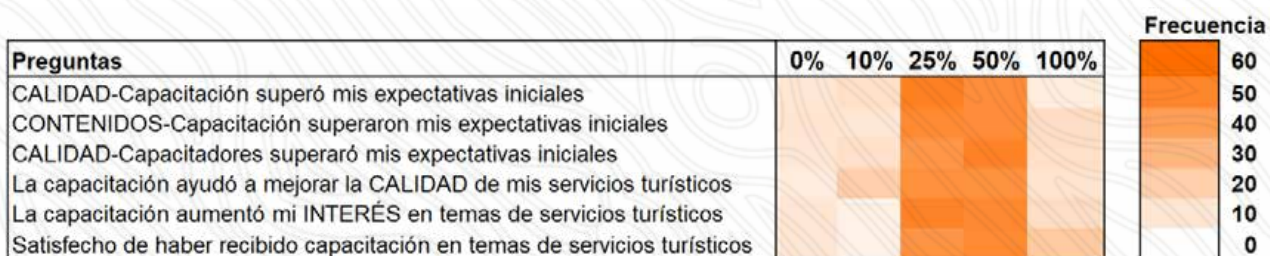 Frecuencia
Preguntas 0% 10% 25% 50% 100%
60
CALIDAD-Capacitación superó mis expectativas iniciales
50
CONTENIDOS-Capacitación superaron mis expectativas iniciales
40
CALIDAD-Capacitadores superaró mis expectativas iniciales
30
La capacitación ayudó a mejorar la CALIDAD de mis servicios turísticos
20
La capacitación aumentó mi INTERÉS en temas de servicios turísticos
10
Satisfecho de haber recibido capacitación en temas de servicios turísticos
0